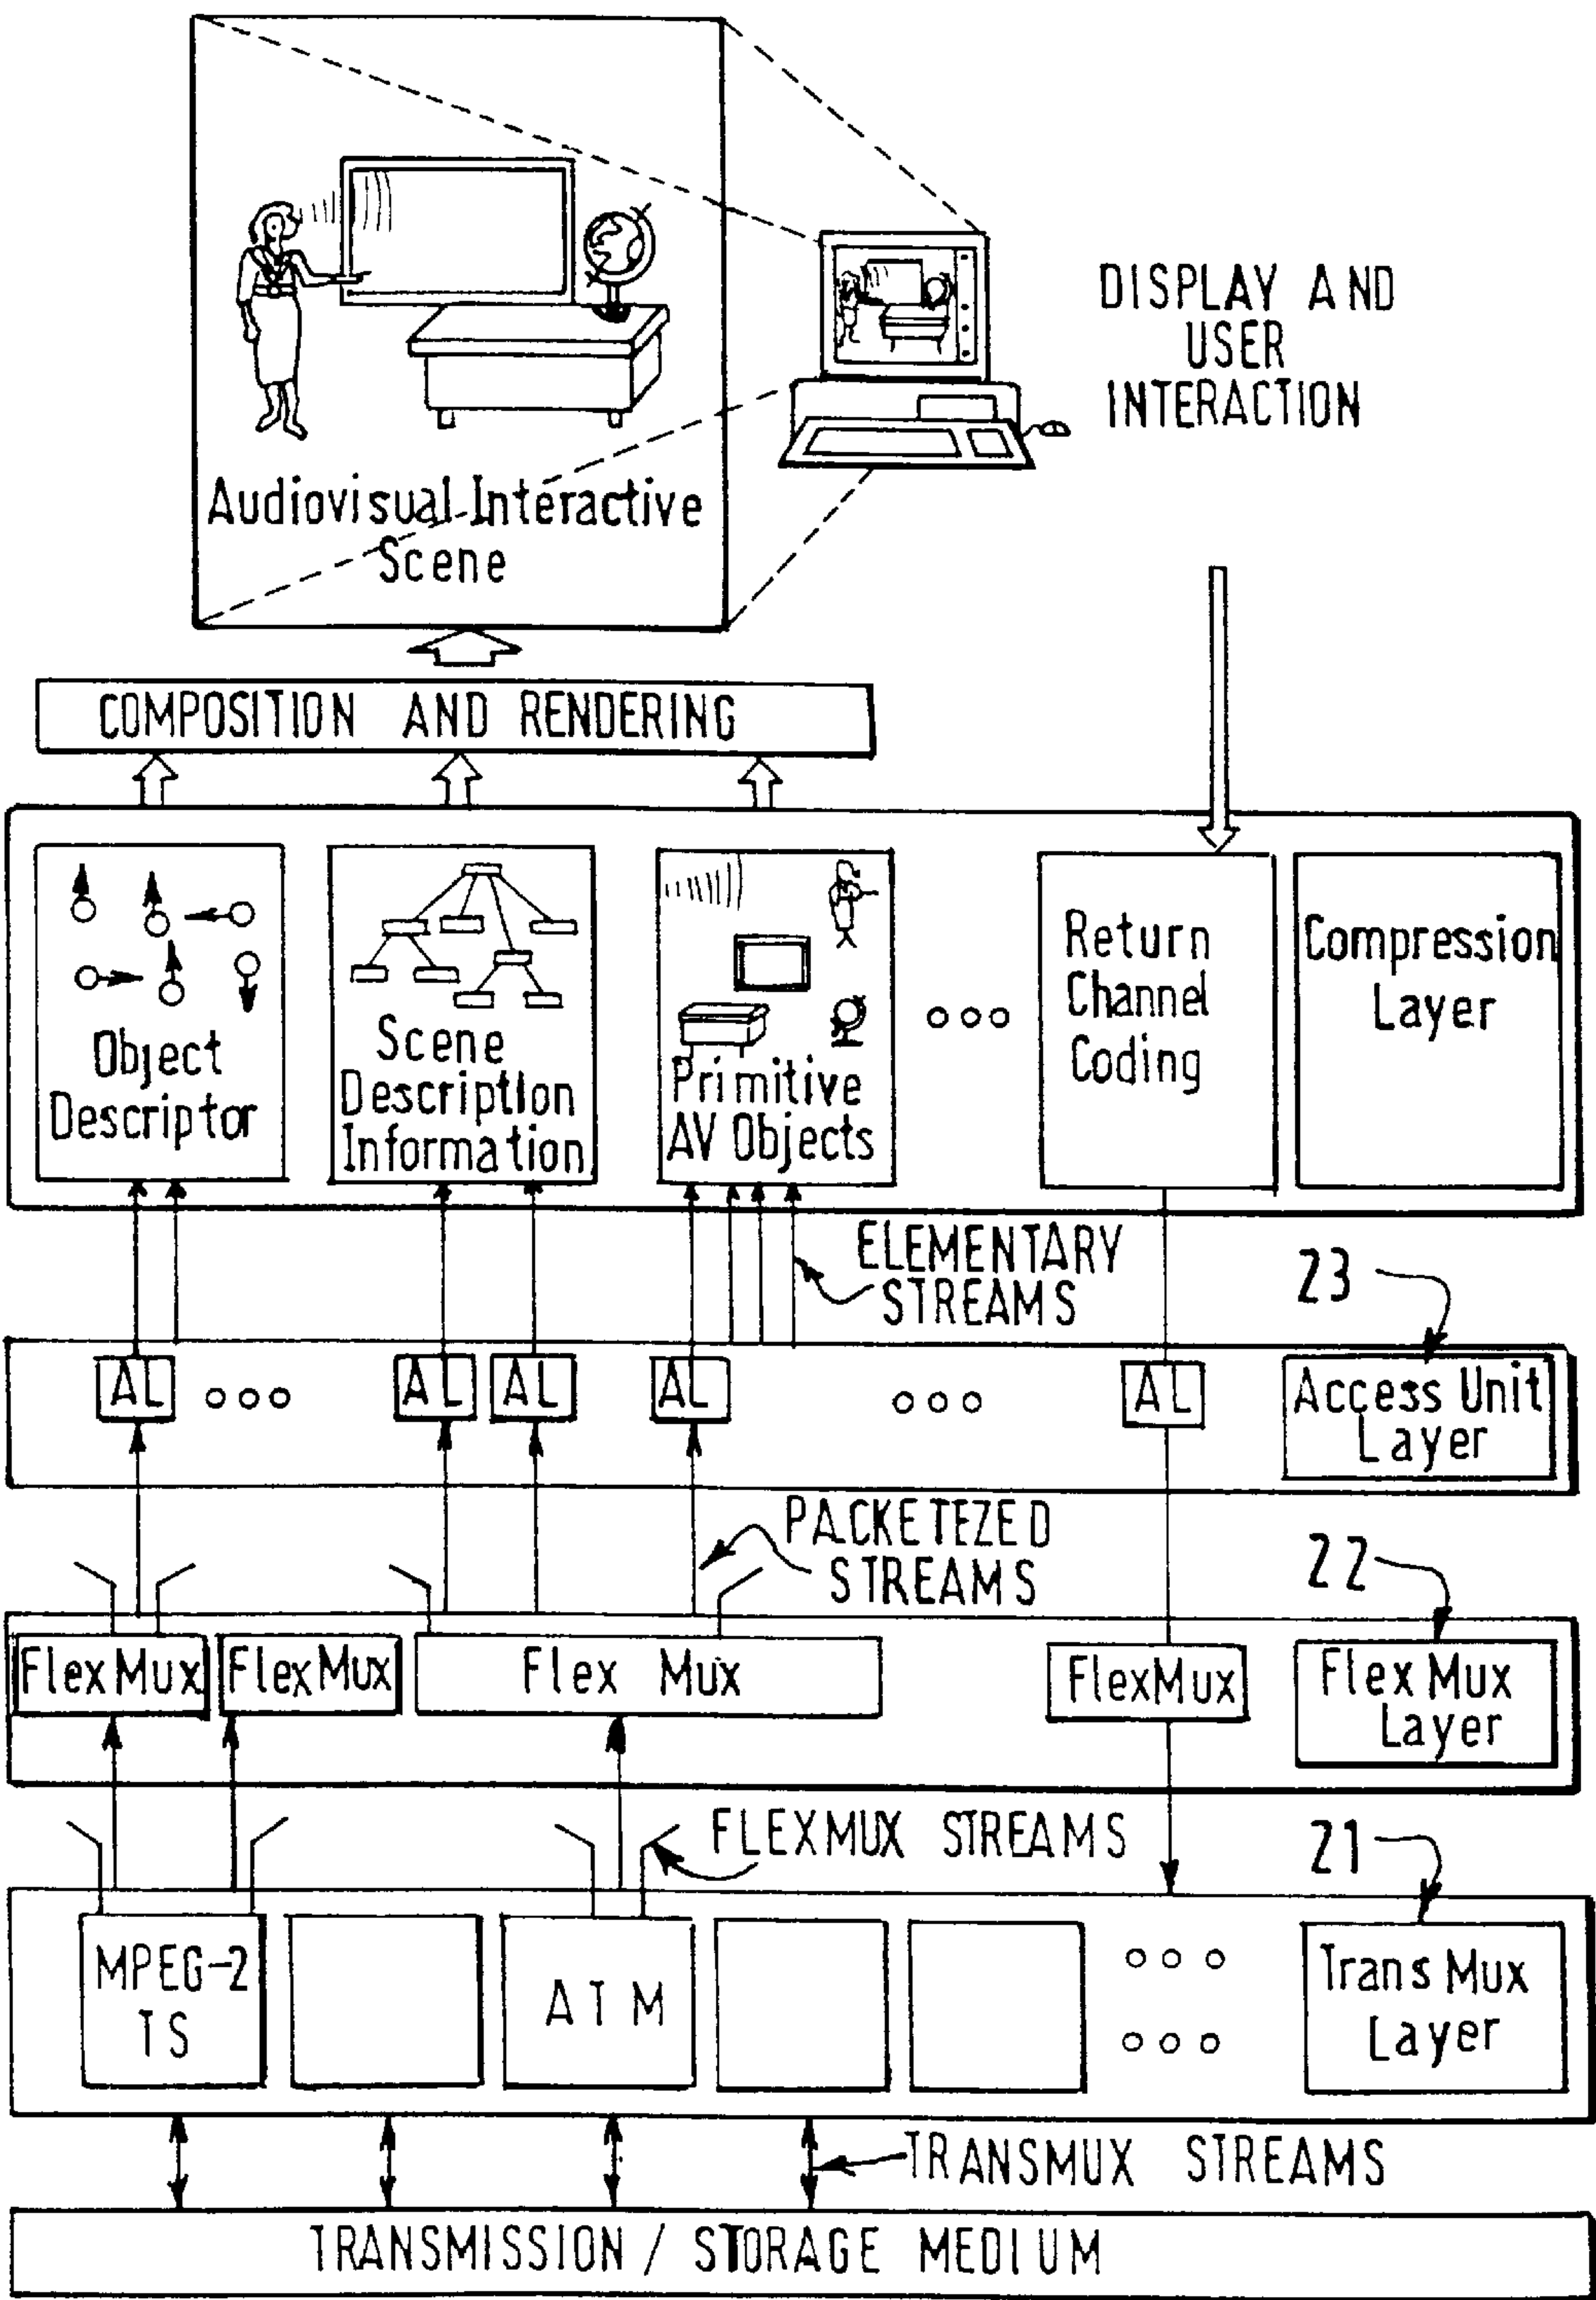 DISPLAY AND
USER
INTERACTION
Audiovisual Interactive
Scene
COMPOSITION AND RENDERING
Object
Descriptor
Scene
Description
Information
Primitive
AV Objects
Return
Channel
Coding
Compression
Layer
ELEMENTARY
STREAMS
23
AL
AL
AL
AL
AL
Access Unit
Layer
PACKETEZED
STREAMS
22
FlexMux
FlexMux
Flex Mux
FlexMux
Flex Mux
Layer
FLEXMUX STREAMS
21
MPEG-2
TS
ATM
Trans Mux
Layer
TRANSMUX STREAMS
TRANSMISSION / STORAGE MEDIUM